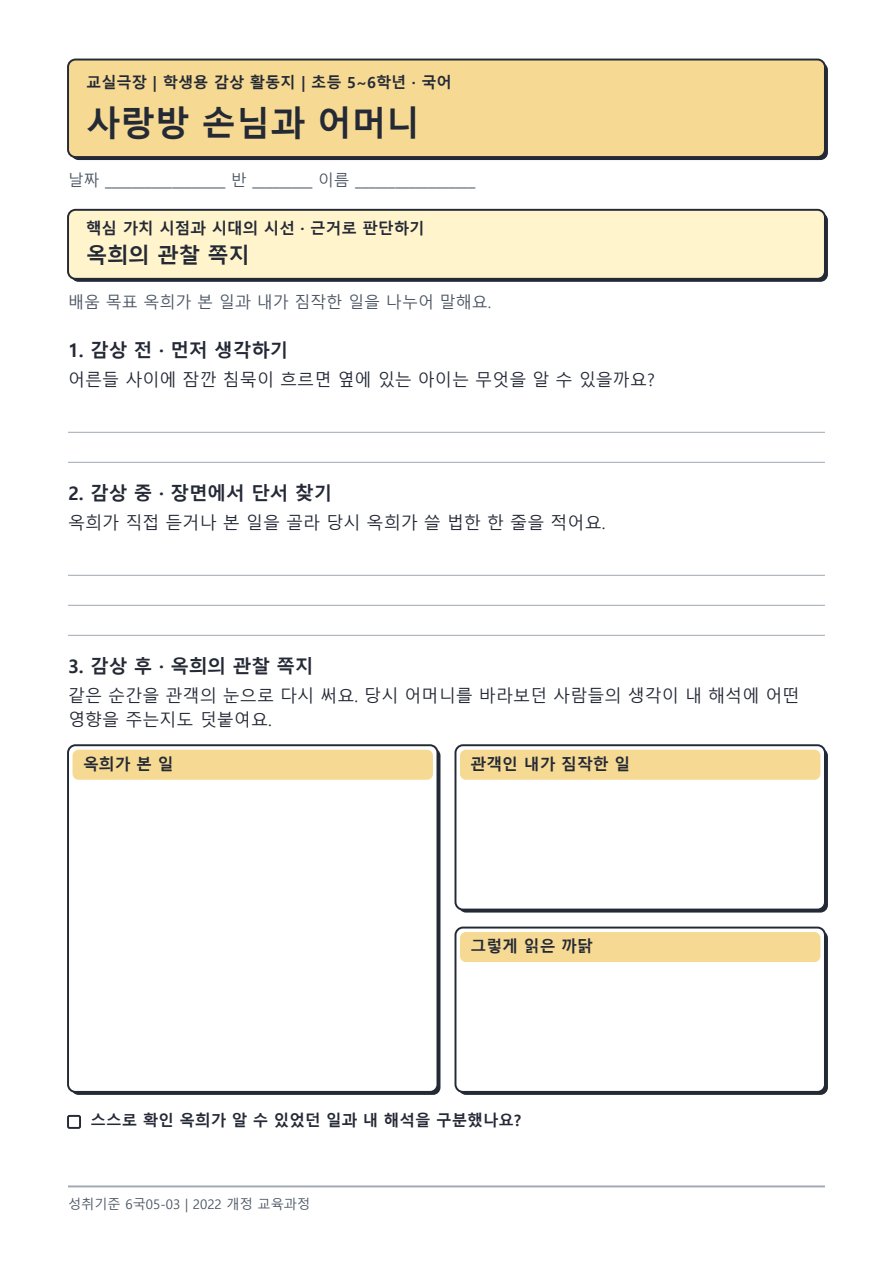 교실극장 | 학생용 감상 활동지 | 초등 5~6학년 · 국어
사랑방 손님과 어머니
날짜 ________________ 반 ________ 이름 ________________
핵심 가치 시점과 시대의 시선 · 근거로 판단하기
옥희의 관찰 쪽지
배움 목표 옥희가 본 일과 내가 짐작한 일을 나누어 말해요.
1. 감상 전 · 먼저 생각하기
어른들 사이에 잠깐 침묵이 흐르면 옆에 있는 아이는 무엇을 알 수 있을까요?
2. 감상 중 · 장면에서 단서 찾기
옥희가 직접 듣거나 본 일을 골라 당시 옥희가 쓸 법한 한 줄을 적어요.
3. 감상 후 · 옥희의 관찰 쪽지
같은 순간을 관객의 눈으로 다시 써요. 당시 어머니를 바라보던 사람들의 생각이 내 해석에 어떤
영향을 주는지도 덧붙여요.
옥희가 본 일
관객인 내가 짐작한 일
그렇게 읽은 까닭
스스로 확인 옥희가 알 수 있었던 일과 내 해석을 구분했나요?
성취기준 6국05-03 | 2022 개정 교육과정